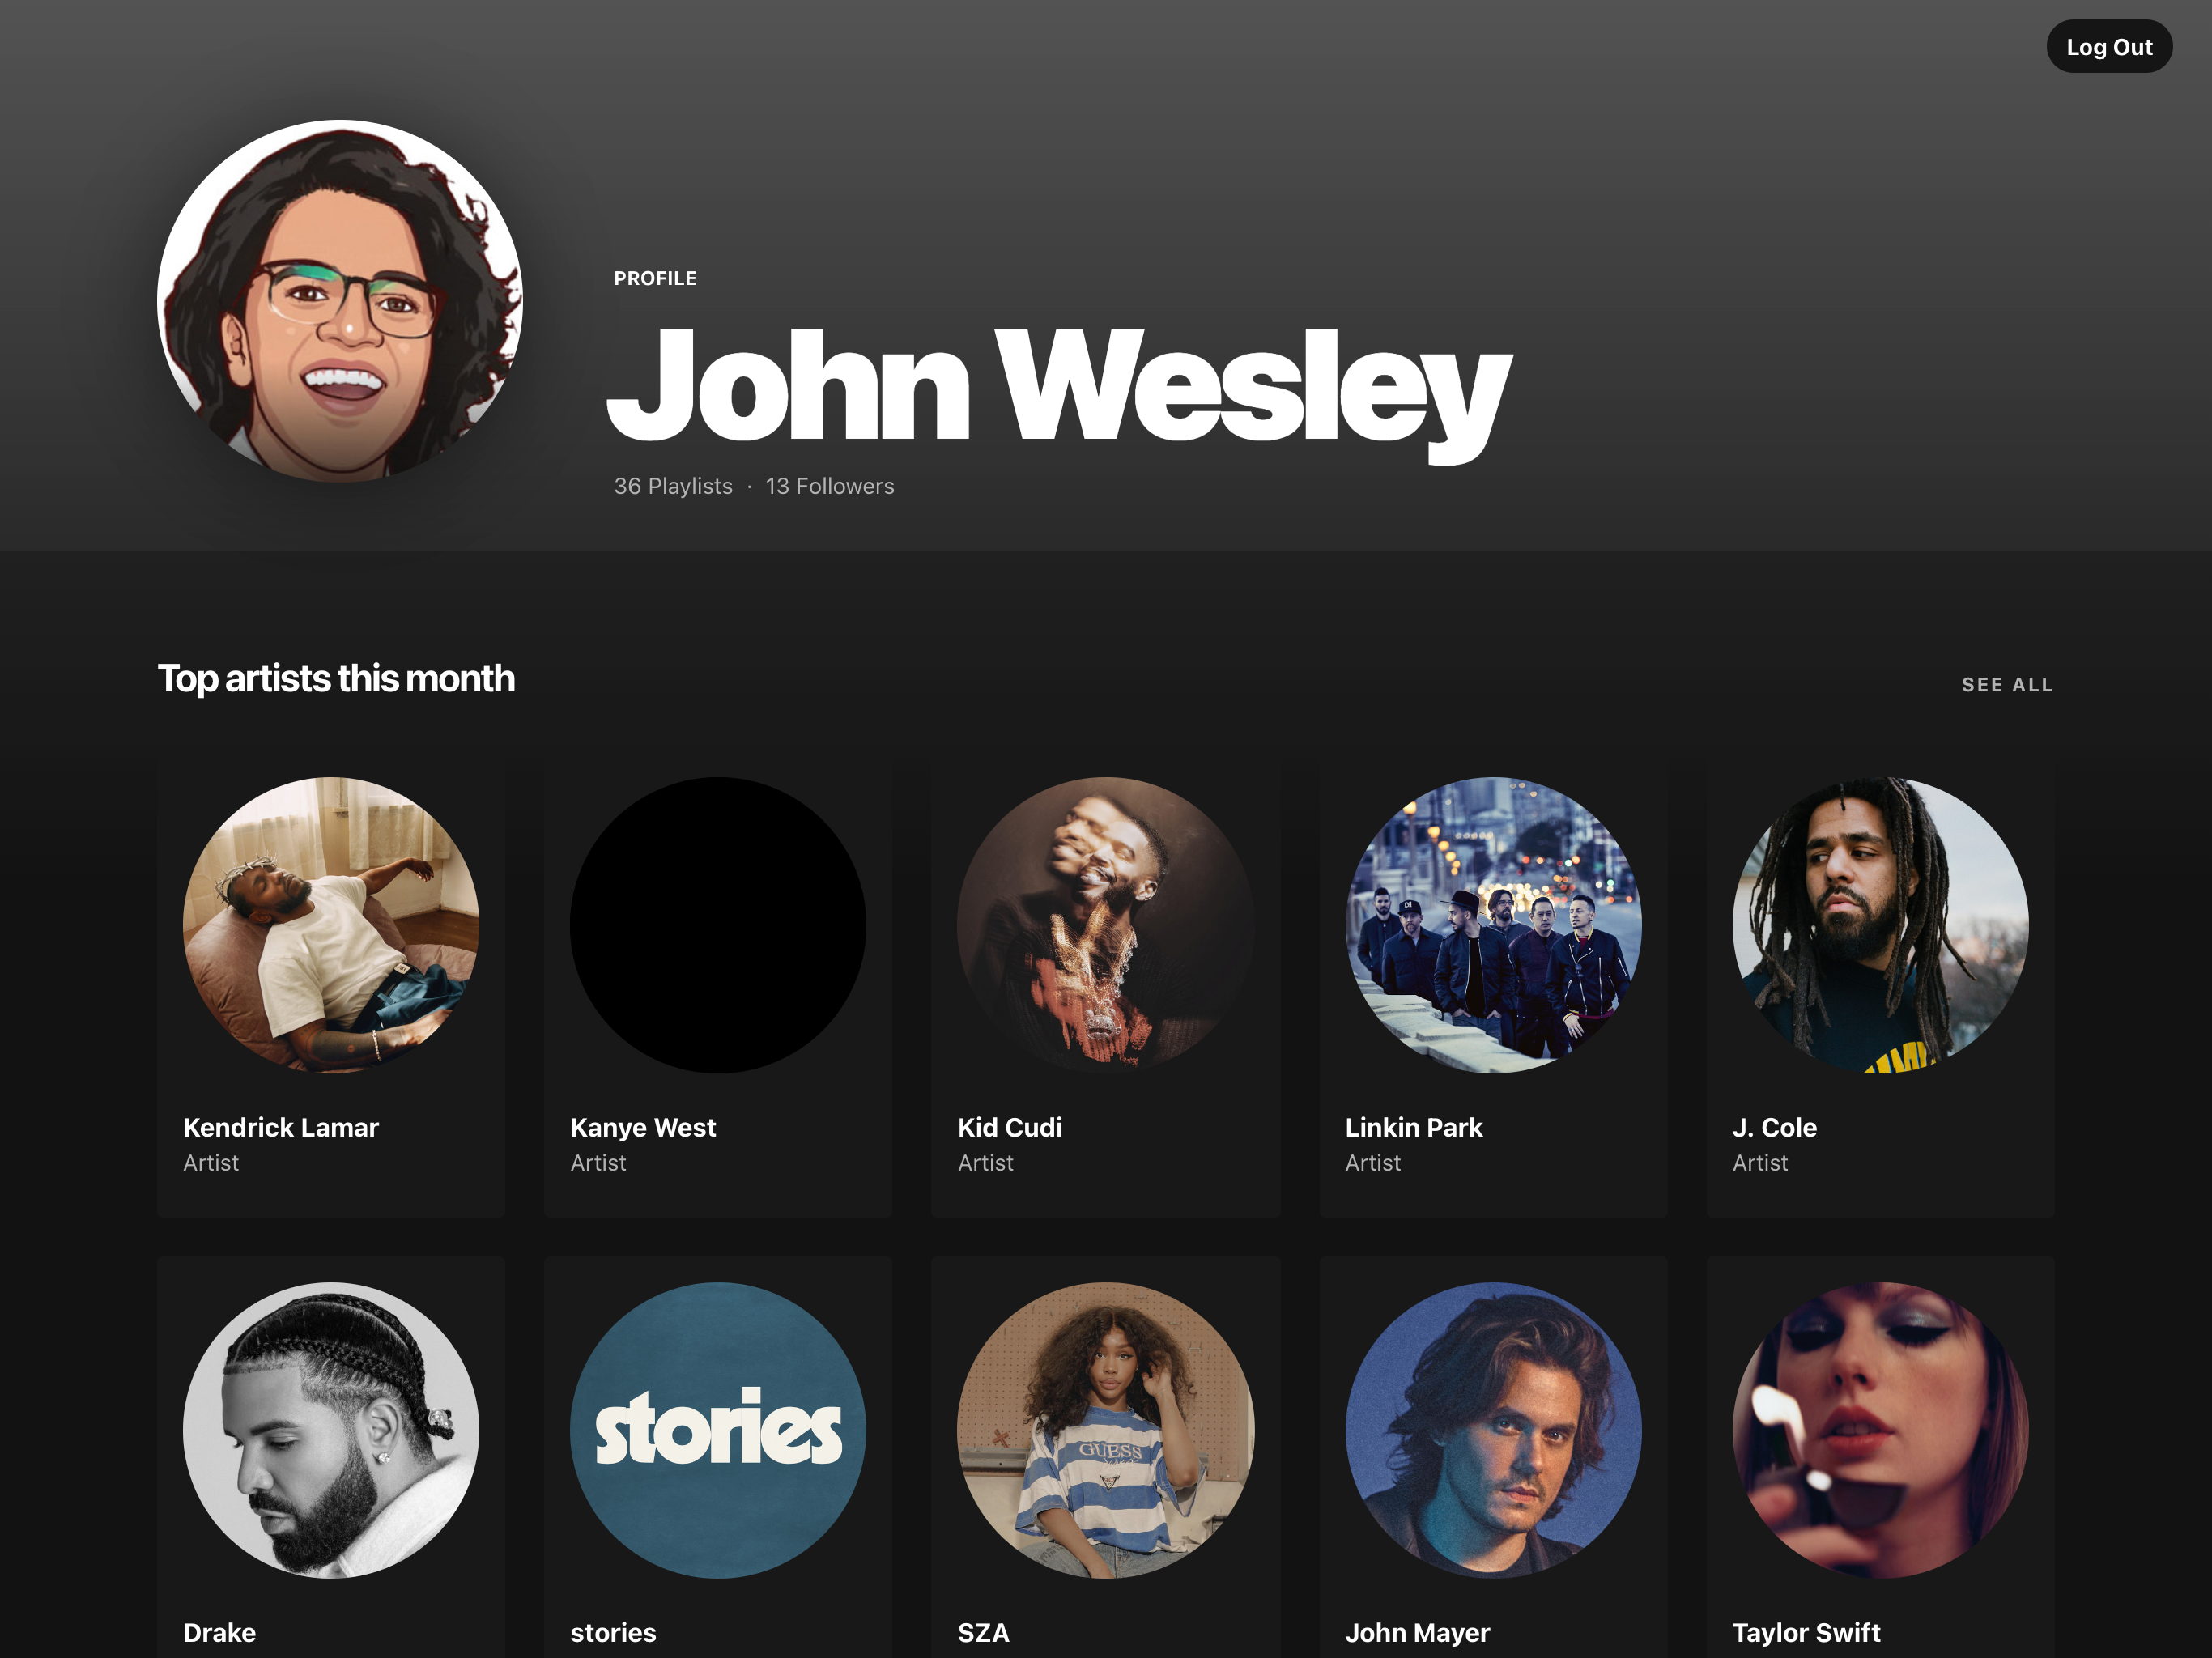 Log Out
PROFILE
John Wesley
36 Playlists · 13 Followers
Top artists this month
SEE ALL
Kendrick Lamar
Artist
Kanye West
Artist
Kid Cudi
Artist
Linkin Park
Artist
J. Cole
Artist
stories
GUESS
Drake
stories
SZA
John Mayer
Taylor Swift